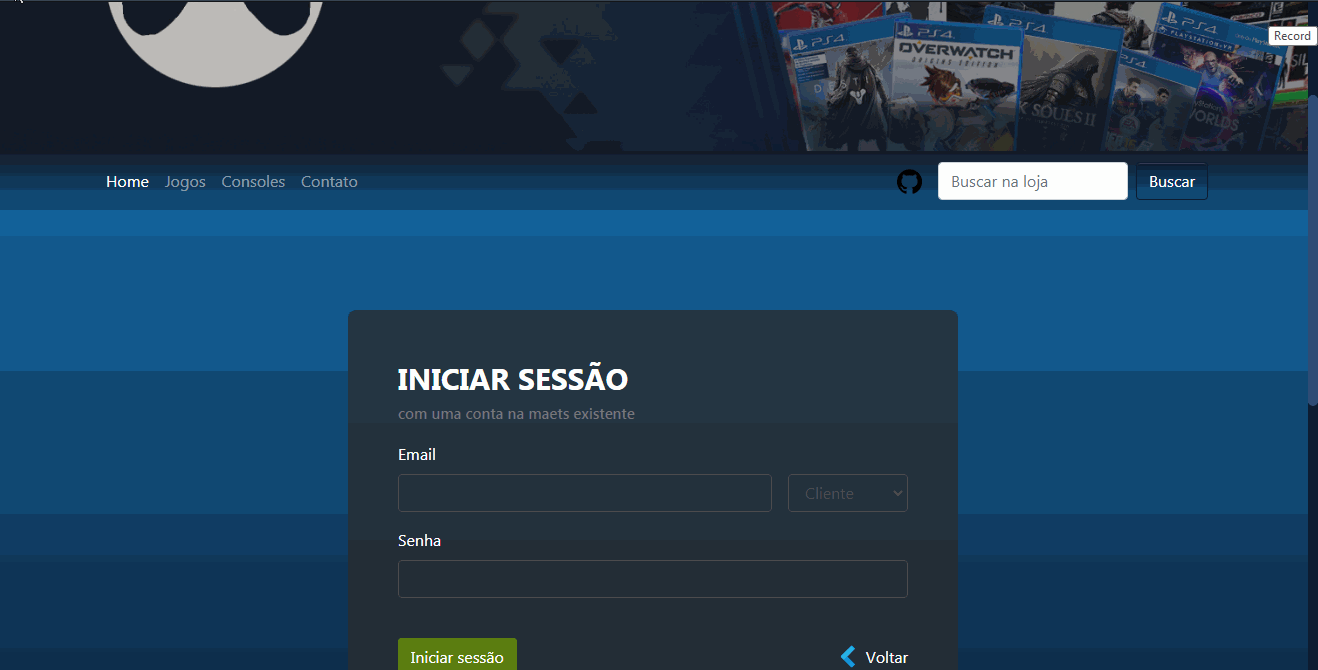 PS4
PS4
OVERWATCH
ORIGINS EDITION
PS4
SOULS II
PS4
PS4
PLAYSTATION VR
WORLDS
Record
Home Jogos Consoles Contato Buscar na loja Buscar
INICIAR SESSÃO
com uma conta na maets existente
Email
Cliente
Senha
Iniciar sessão Voltar